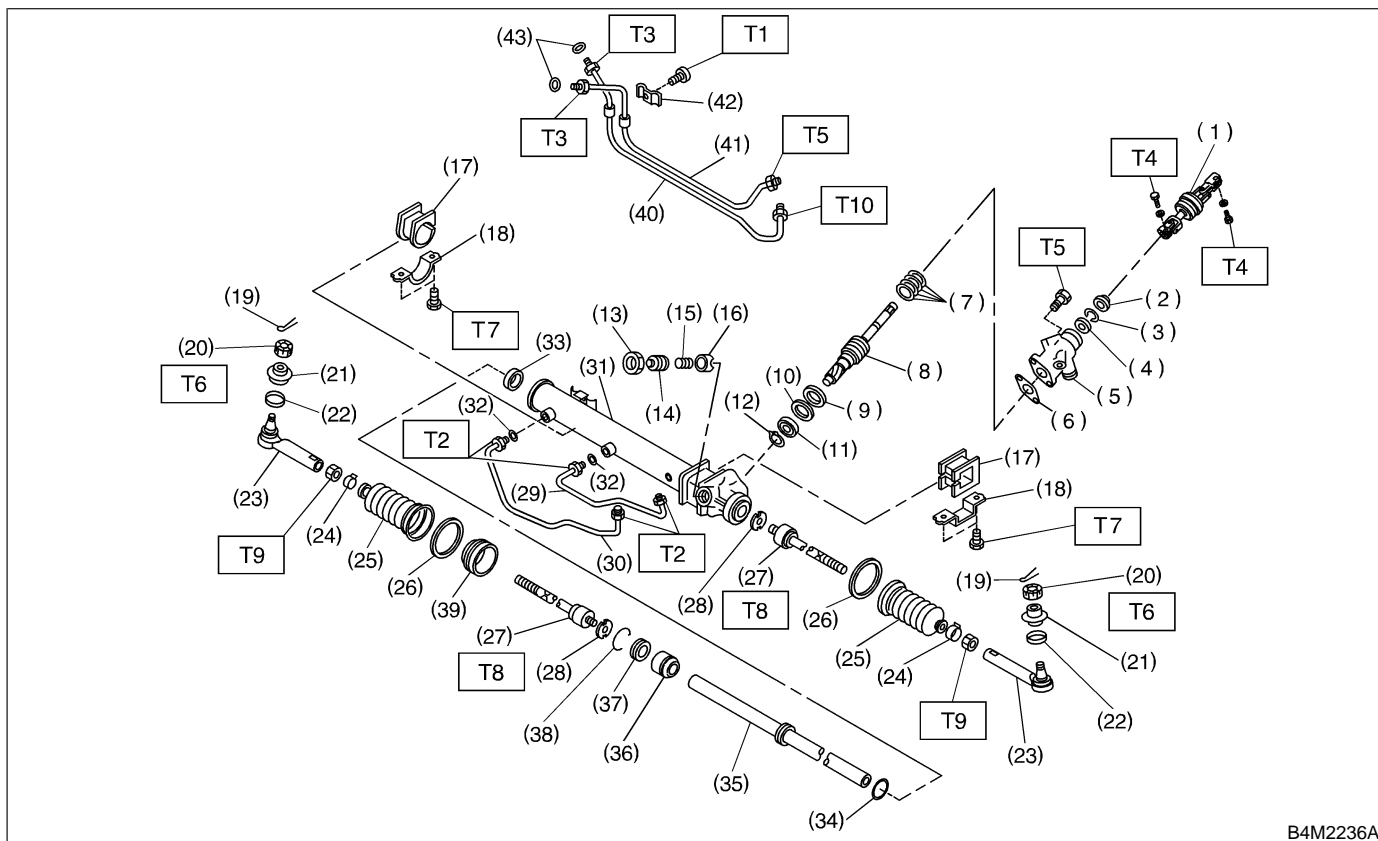 (43)
T3
T1
(42)
T3
(1)
T5
T4
(41)
(17)
(40)
T10
(18)
T5
T4
(2)
(19)
(3)
(13)
(15)
(16)
(7)
T7
(20)
(33)
(31)
(4)
T6
(21)
(8)
(5)
(14)
(10)
(6)
(22)
(32)
(9)
(12)
T2
(11)
(17)
(32)
(23)
(29)
(18)
(24)
T9
(25)
T2
T7
(30)
(26)
(28)
(27)
(19)
(20)
(39)
T8
T6
(26)
(27)
(21)
(25)
T8
(28)
(24)
(22)
(37)
T9
(38)
(36)
(23)
(35)
(34)
B4M2236A